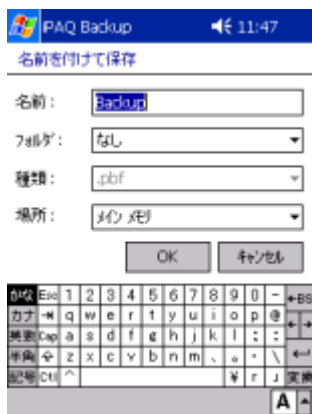 iPAQ Backup 11:47
名前を付けて保存
名前: Backup
フォルダ: なし
種類: .pbf
場所: メイン メモリ
OK キャンセル
かな Esc 1 2 3 4 5 6 7 8 9 0 - ←BS
カナ q w e r t y u i o p @ ← →
英数 Cap a s d f g h j k l ; :
半角 z x c v b n m 、 。 ・ \
記号 Ctl ^ ¥ 「 」 変換
A